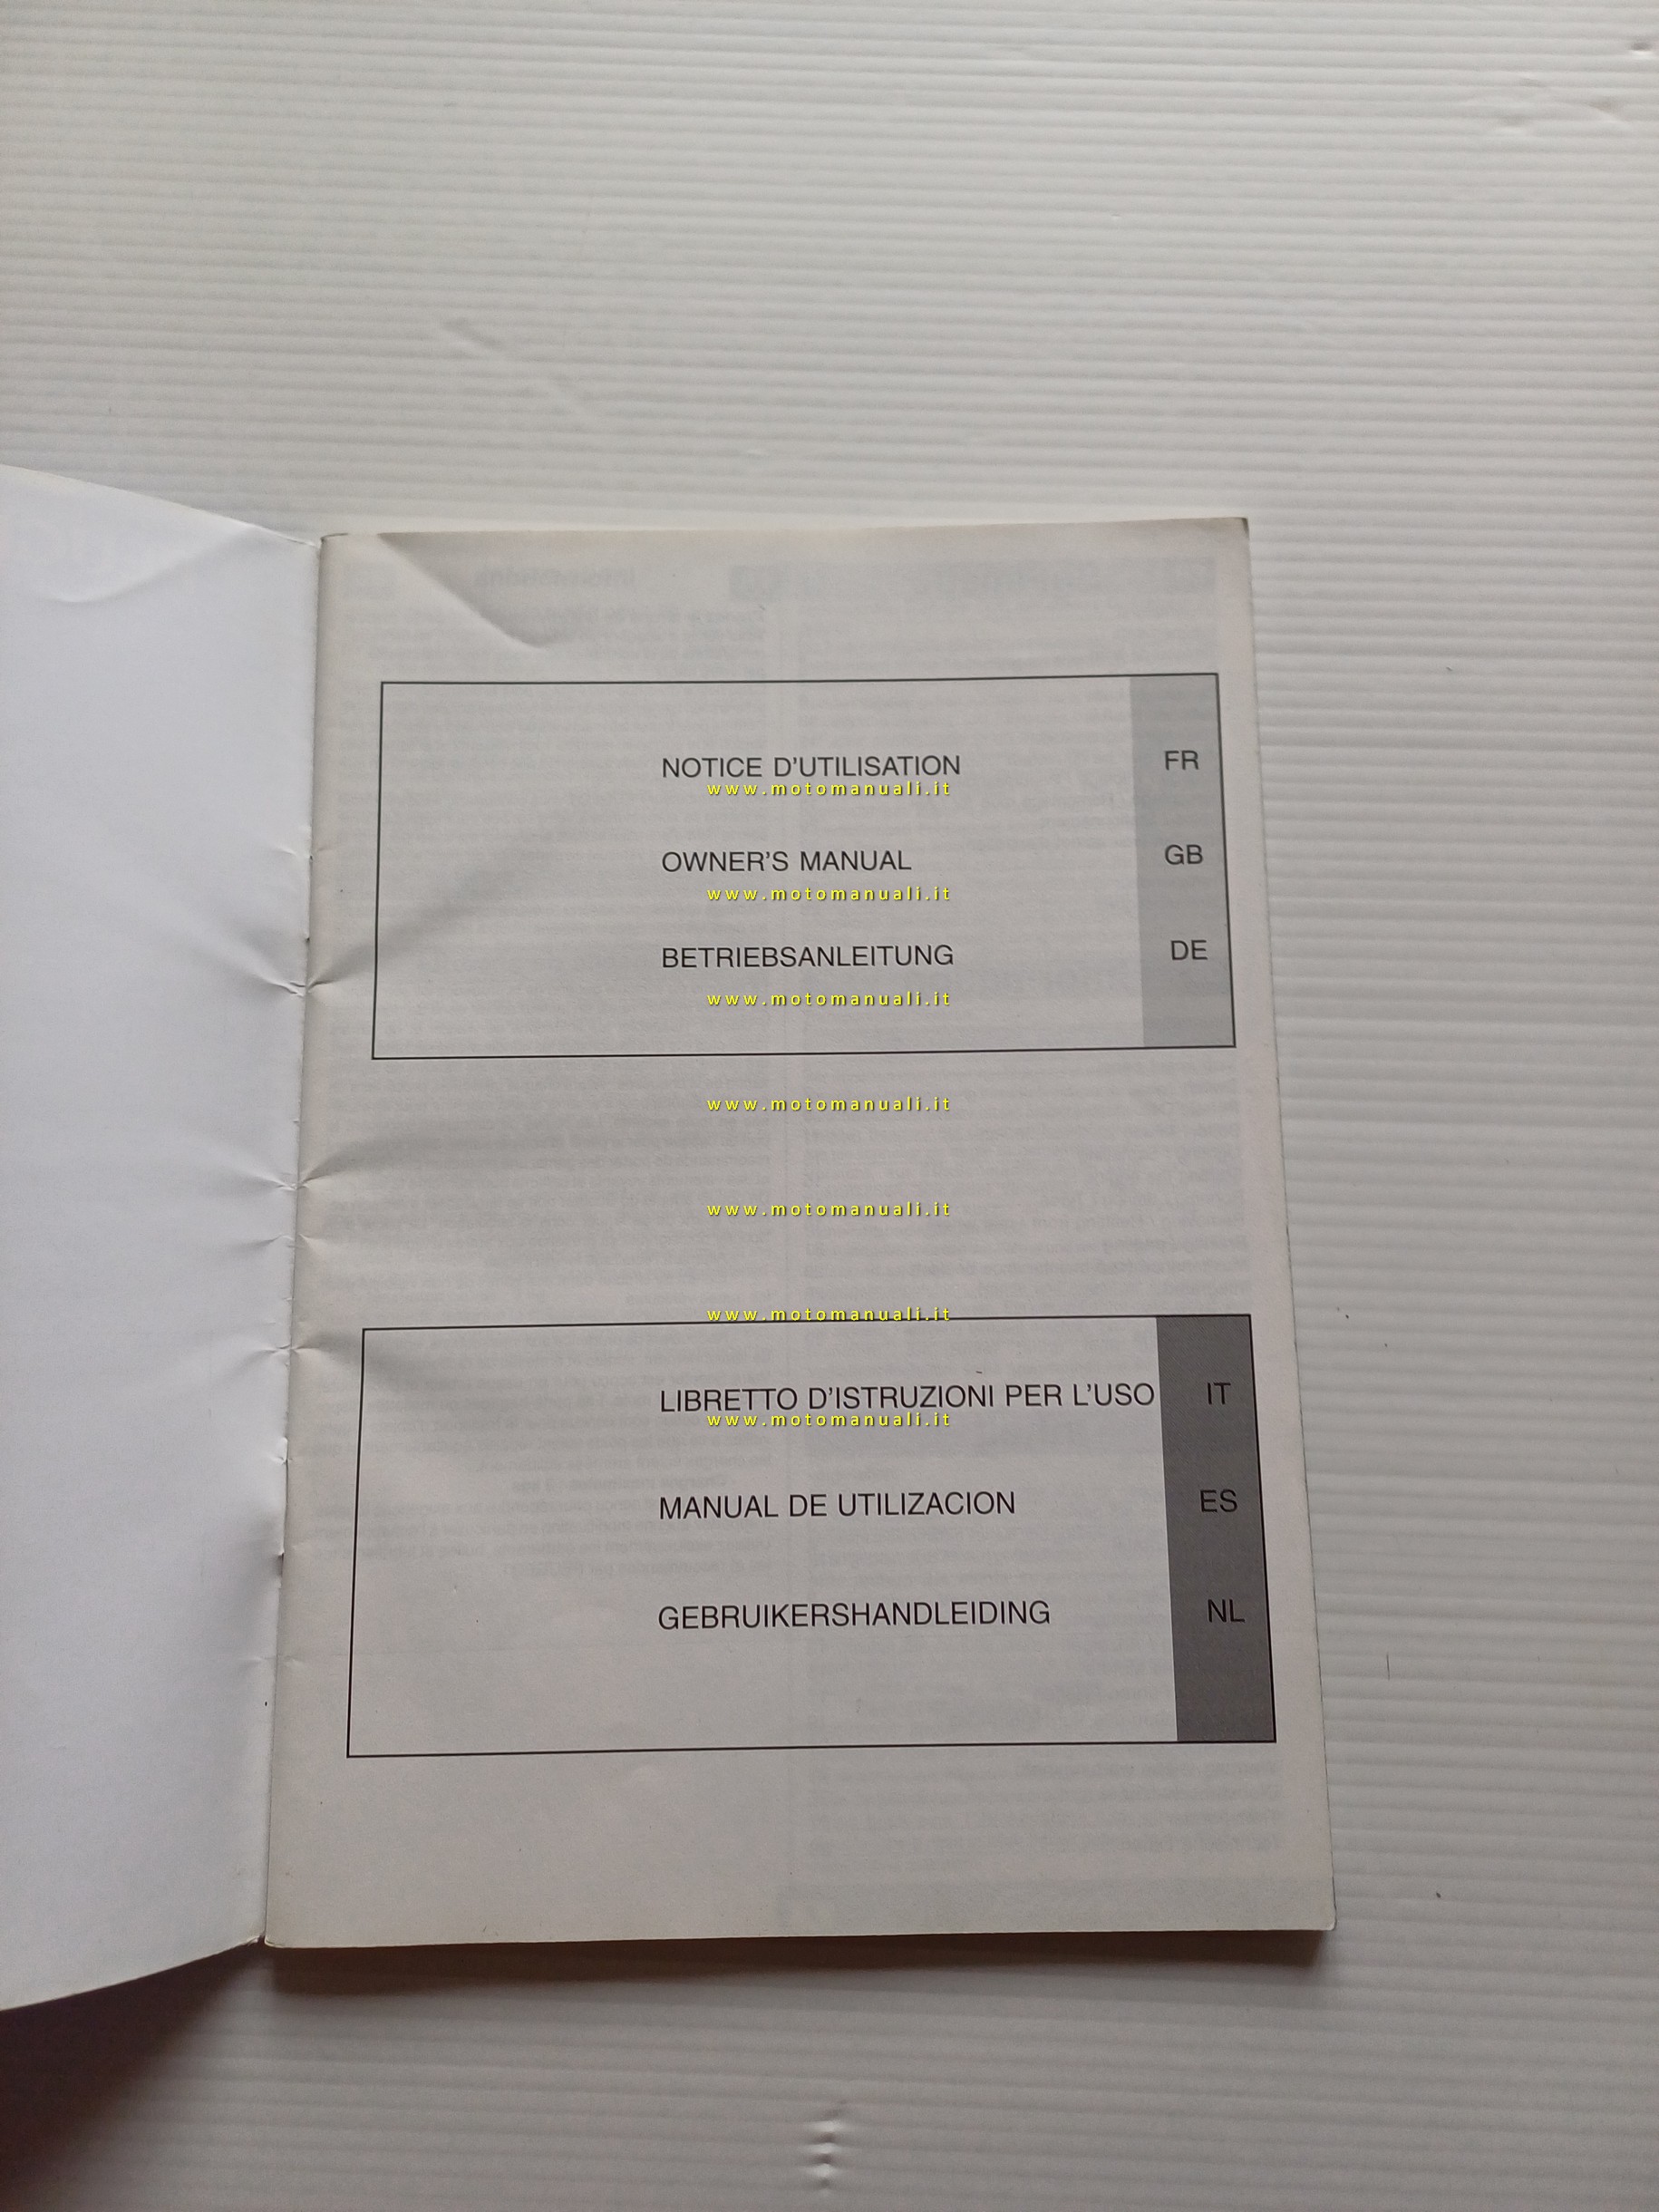 NOTICE D'UTILISATION FR
www.motomanuali.it
OWNER'S MANUAL GB
www.motomanuali.it
BETRIEBSANLEITUNG DE
www.motomanuali.it
www.motomanuali.it
www.motomanuali.it
www.motomanuali.it
LIBRETTO D'ISTRUZIONI PER L'USO IT
www.motomanuali.it
MANUAL DE UTILIZACION ES
GEBRUIKERSHANDLEIDING NL